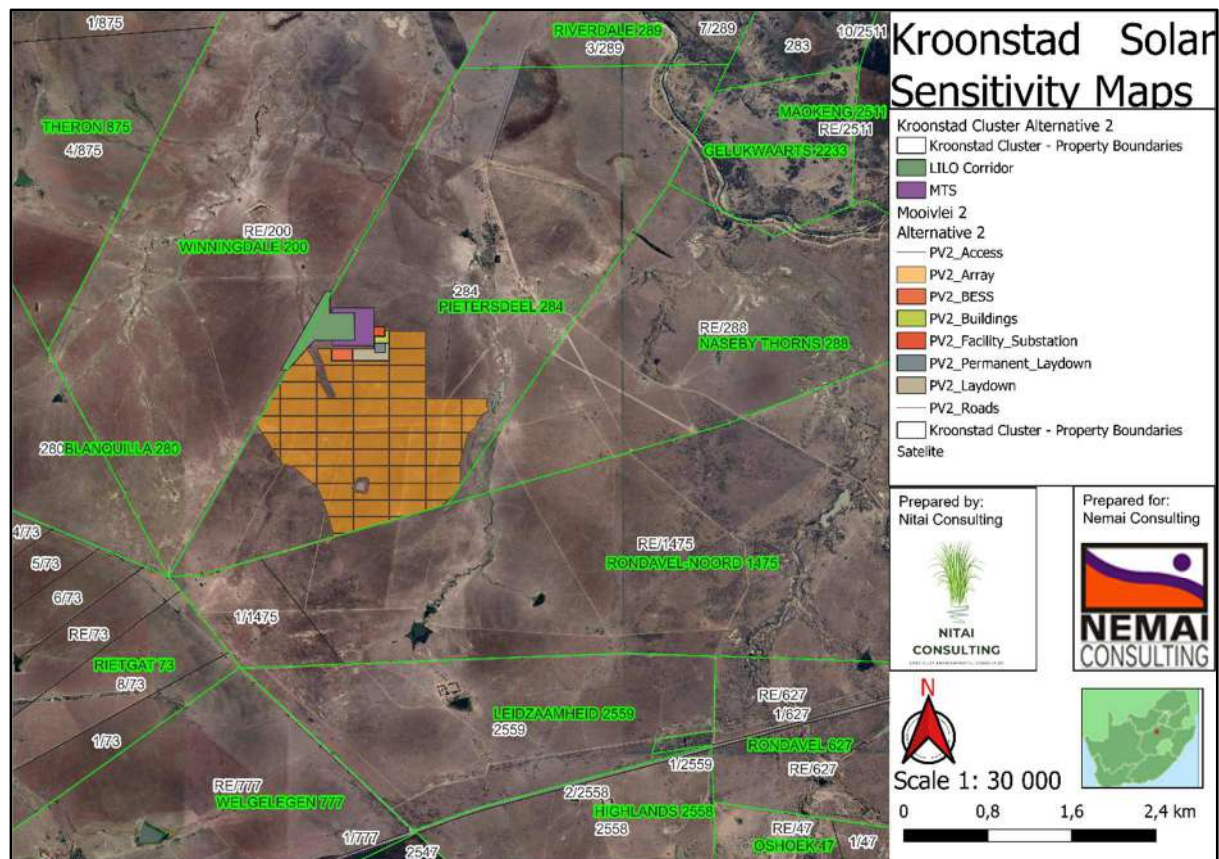 1/875
RIVERDALE 289
3/289
7/289
283
10/2511
THERON 875
4/875
MAOKENG 2511
RE/2511
GELUKWAARTS 2233
RE/200
WINNINGDALE 200
284
PIETERSDEEL 284
RE/288
NASEBY THORNS 288
280
BLANQUILLA 280
4/73
5/73
6/73
RE/73
RIETGAT 73
8/73
1/73
RE/1475
RONDAVEL-NOORD 1475
1/1475
LEIDZAAMHEID 2559
2559
RE/627
1/627
RONDAVEL 627
RE/627
1/2559
RE/777
WELGELEGEN 777
2/2558
HIGHLANDS 2558
2558
1/777
2547
RE/47
OSHOEK 47
1/47
Kroonstad Solar
Sensitivity Maps
Kroonstad Cluster Alternative 2
Kroonstad Cluster - Property Boundaries
LILO Corridor
MTS
Mooivlei 2
Alternative 2
PV2_Access
PV2_Array
PV2_BESS
PV2_Buildings
PV2_Facility_Substation
PV2_Permanent_Laydown
PV2_Laydown
PV2_Roads
Kroonstad Cluster - Property Boundaries
Satelite
Prepared by:
Nitai Consulting
NITAI
CONSULTING
Prepared for:
Nemai Consulting
NEMAI
CONSULTING
N
Scale 1: 30 000
0 0,8 1,6 2,4 km